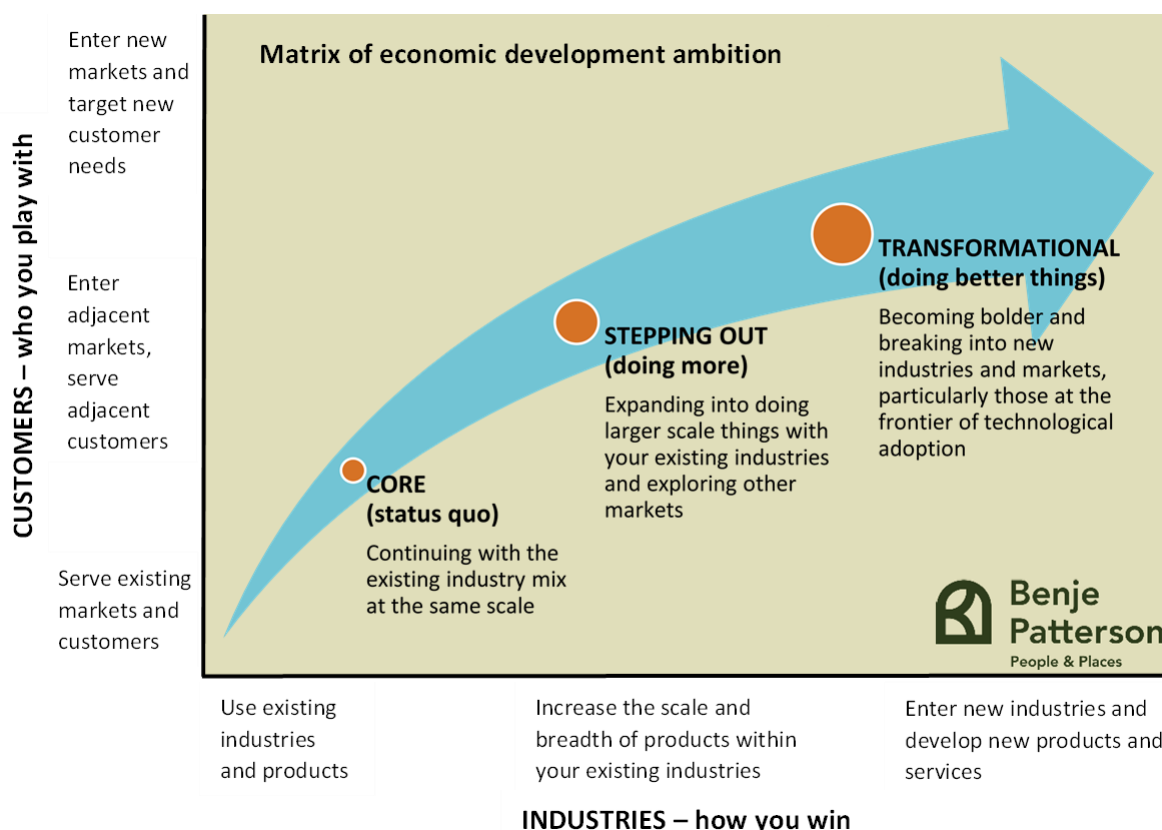 Matrix of economic development ambition
CUSTOMERS – who you play with
Enter new
markets and
target new
customer
needs
Enter
adjacent
markets,
serve
adjacent
customers
Serve existing
markets and
customers
TRANSFORMATIONAL
(doing better things)
Becoming bolder and
breaking into new
industries and markets,
particularly those at the
frontier of technological
adoption
STEPPING OUT
(doing more)
Expanding into doing
larger scale things with
your existing industries
and exploring other
markets
CORE
(status quo)
Continuing with the
existing industry mix
at the same scale
Benje
Patterson
People & Places
Use existing
industries
and products
Increase the scale and
breadth of products within
your existing industries
Enter new industries and
develop new products and
services
INDUSTRIES – how you win